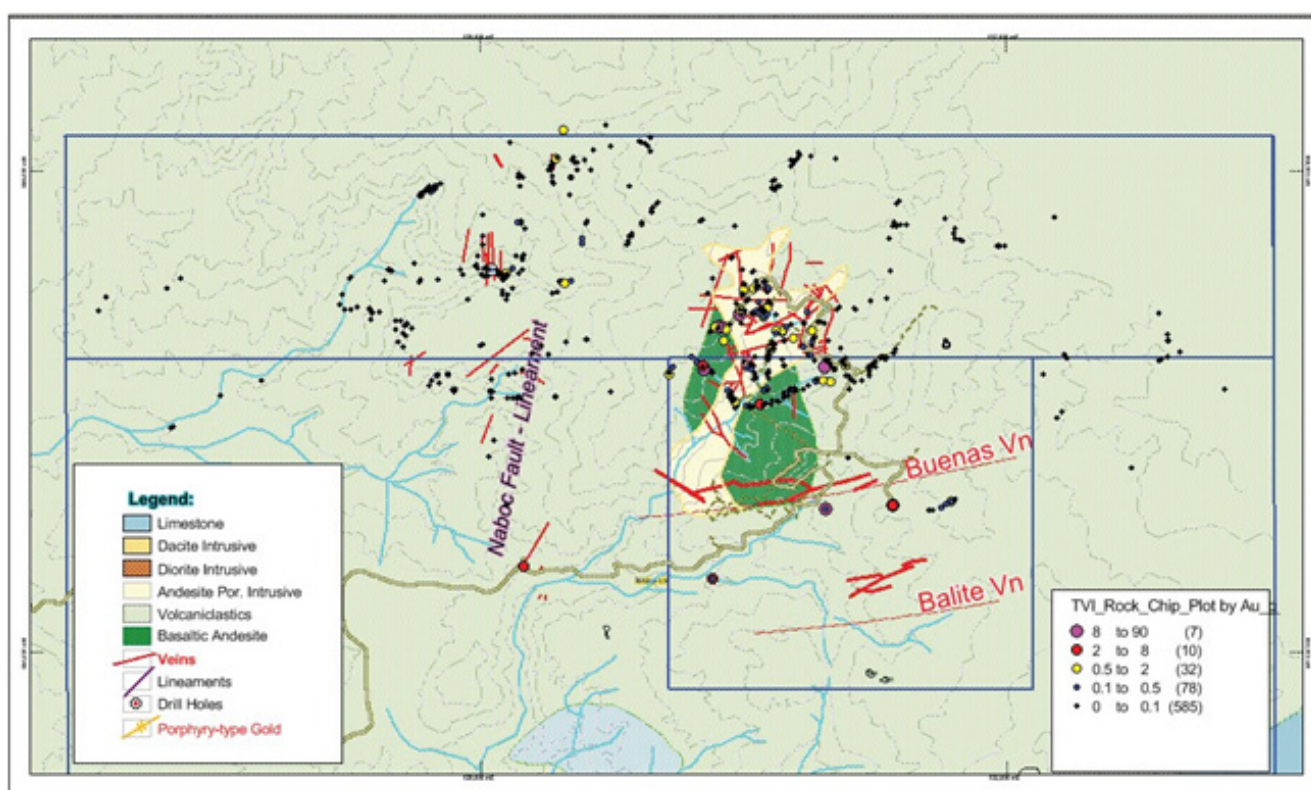 Naboc Fault - Lineament
Buenas Vn
Balite Vn
Legend:
Limestone
Dacite Intrusive
Diorite Intrusive
Andesite Por. Intrusive
Volcaniclastics
Basaltic Andesite
Veins
Lineaments
Drill Holes
Porphyry-type Gold
TVI_Rock_Chip_Plot by Au_
8 to 90 (7)
2 to 8 (10)
0.5 to 2 (32)
0.1 to 0.5 (78)
0 to 0.1 (585)